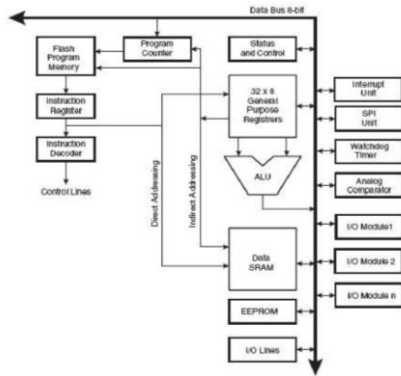 Data Bus 8-bit
Flash
Program
Memory
Program
Counter
Status
and Control
Instruction
Register
32 x 8
General
Purpose
Registrers
Interrupt
Unit
SPI
Unit
Instruction
Decoder
Watchdog
Timer
Direct Addressing
Indirect Addressing
ALU
Analog
Comparator
Control Lines
I/O Module1
Data
SRAM
I/O Module 2
I/O Module n
EEPROM
I/O Lines